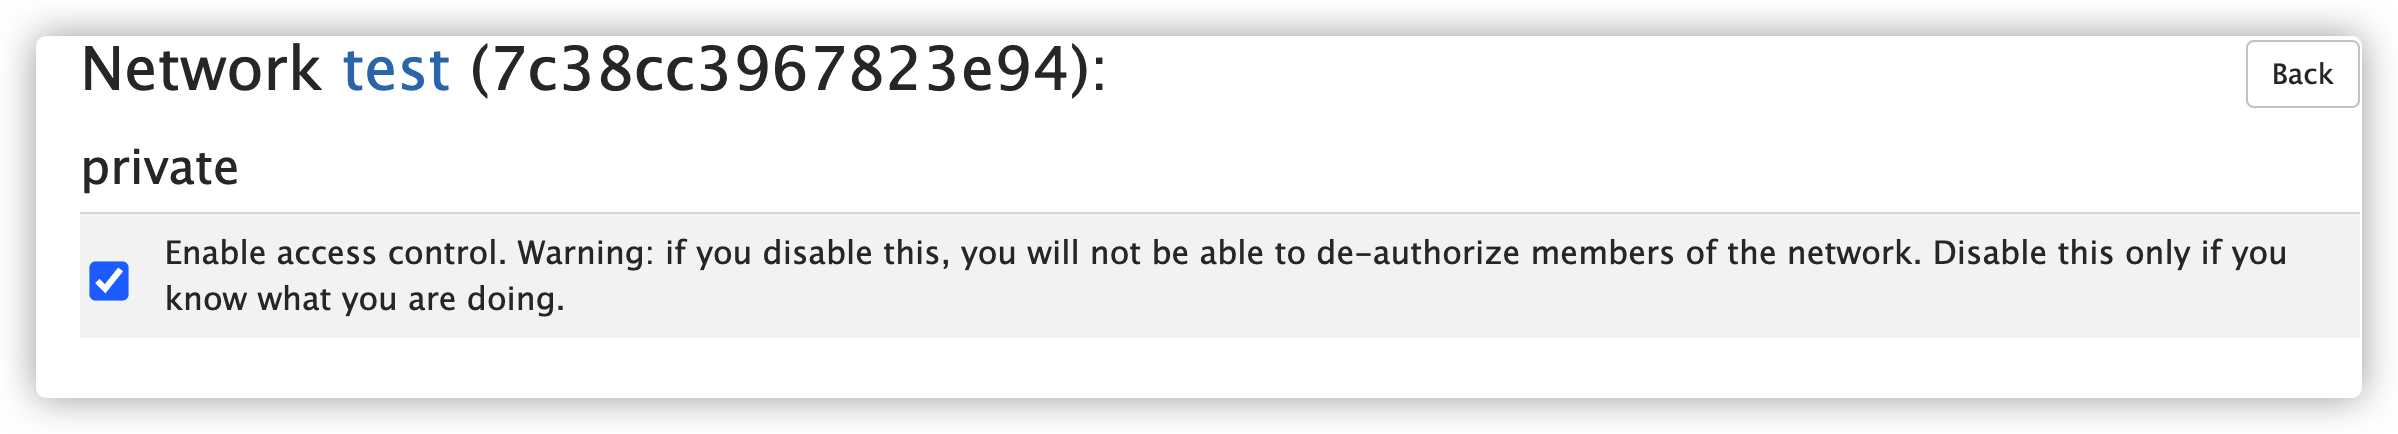 Network test (7c38cc3967823e94):
Back
private
Enable access control. Warning: if you disable this, you will not be able to de-authorize members of the network. Disable this only if you
know what you are doing.